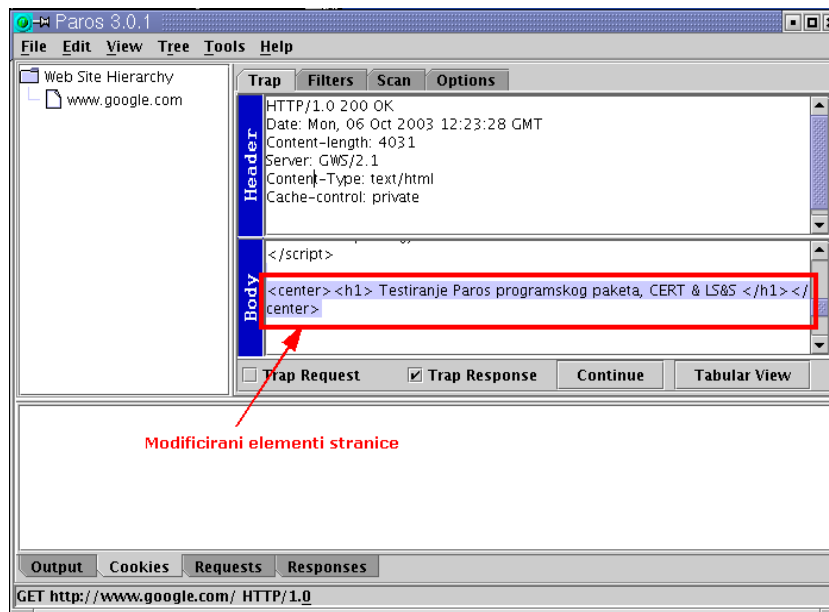 Paros 3.0.1
File Edit View Tree Tools Help
Web Site Hierarchy
www.google.com
Trap Filters Scan Options
Header
HTTP/1.0 200 OK
Date: Mon, 06 Oct 2003 12:23:28 GMT
Content-length: 4031
Server: GWS/2.1
Content-Type: text/html
Cache-control: private
Body
</script>
<center><h1> Testiranje Paros programskog paketa, CERT & LS&S </h1></
center>
Trap Request Trap Response Continue Tabular View
Modificirani elementi stranice
Output Cookies Requests Responses
GET http://www.google.com/ HTTP/1.0